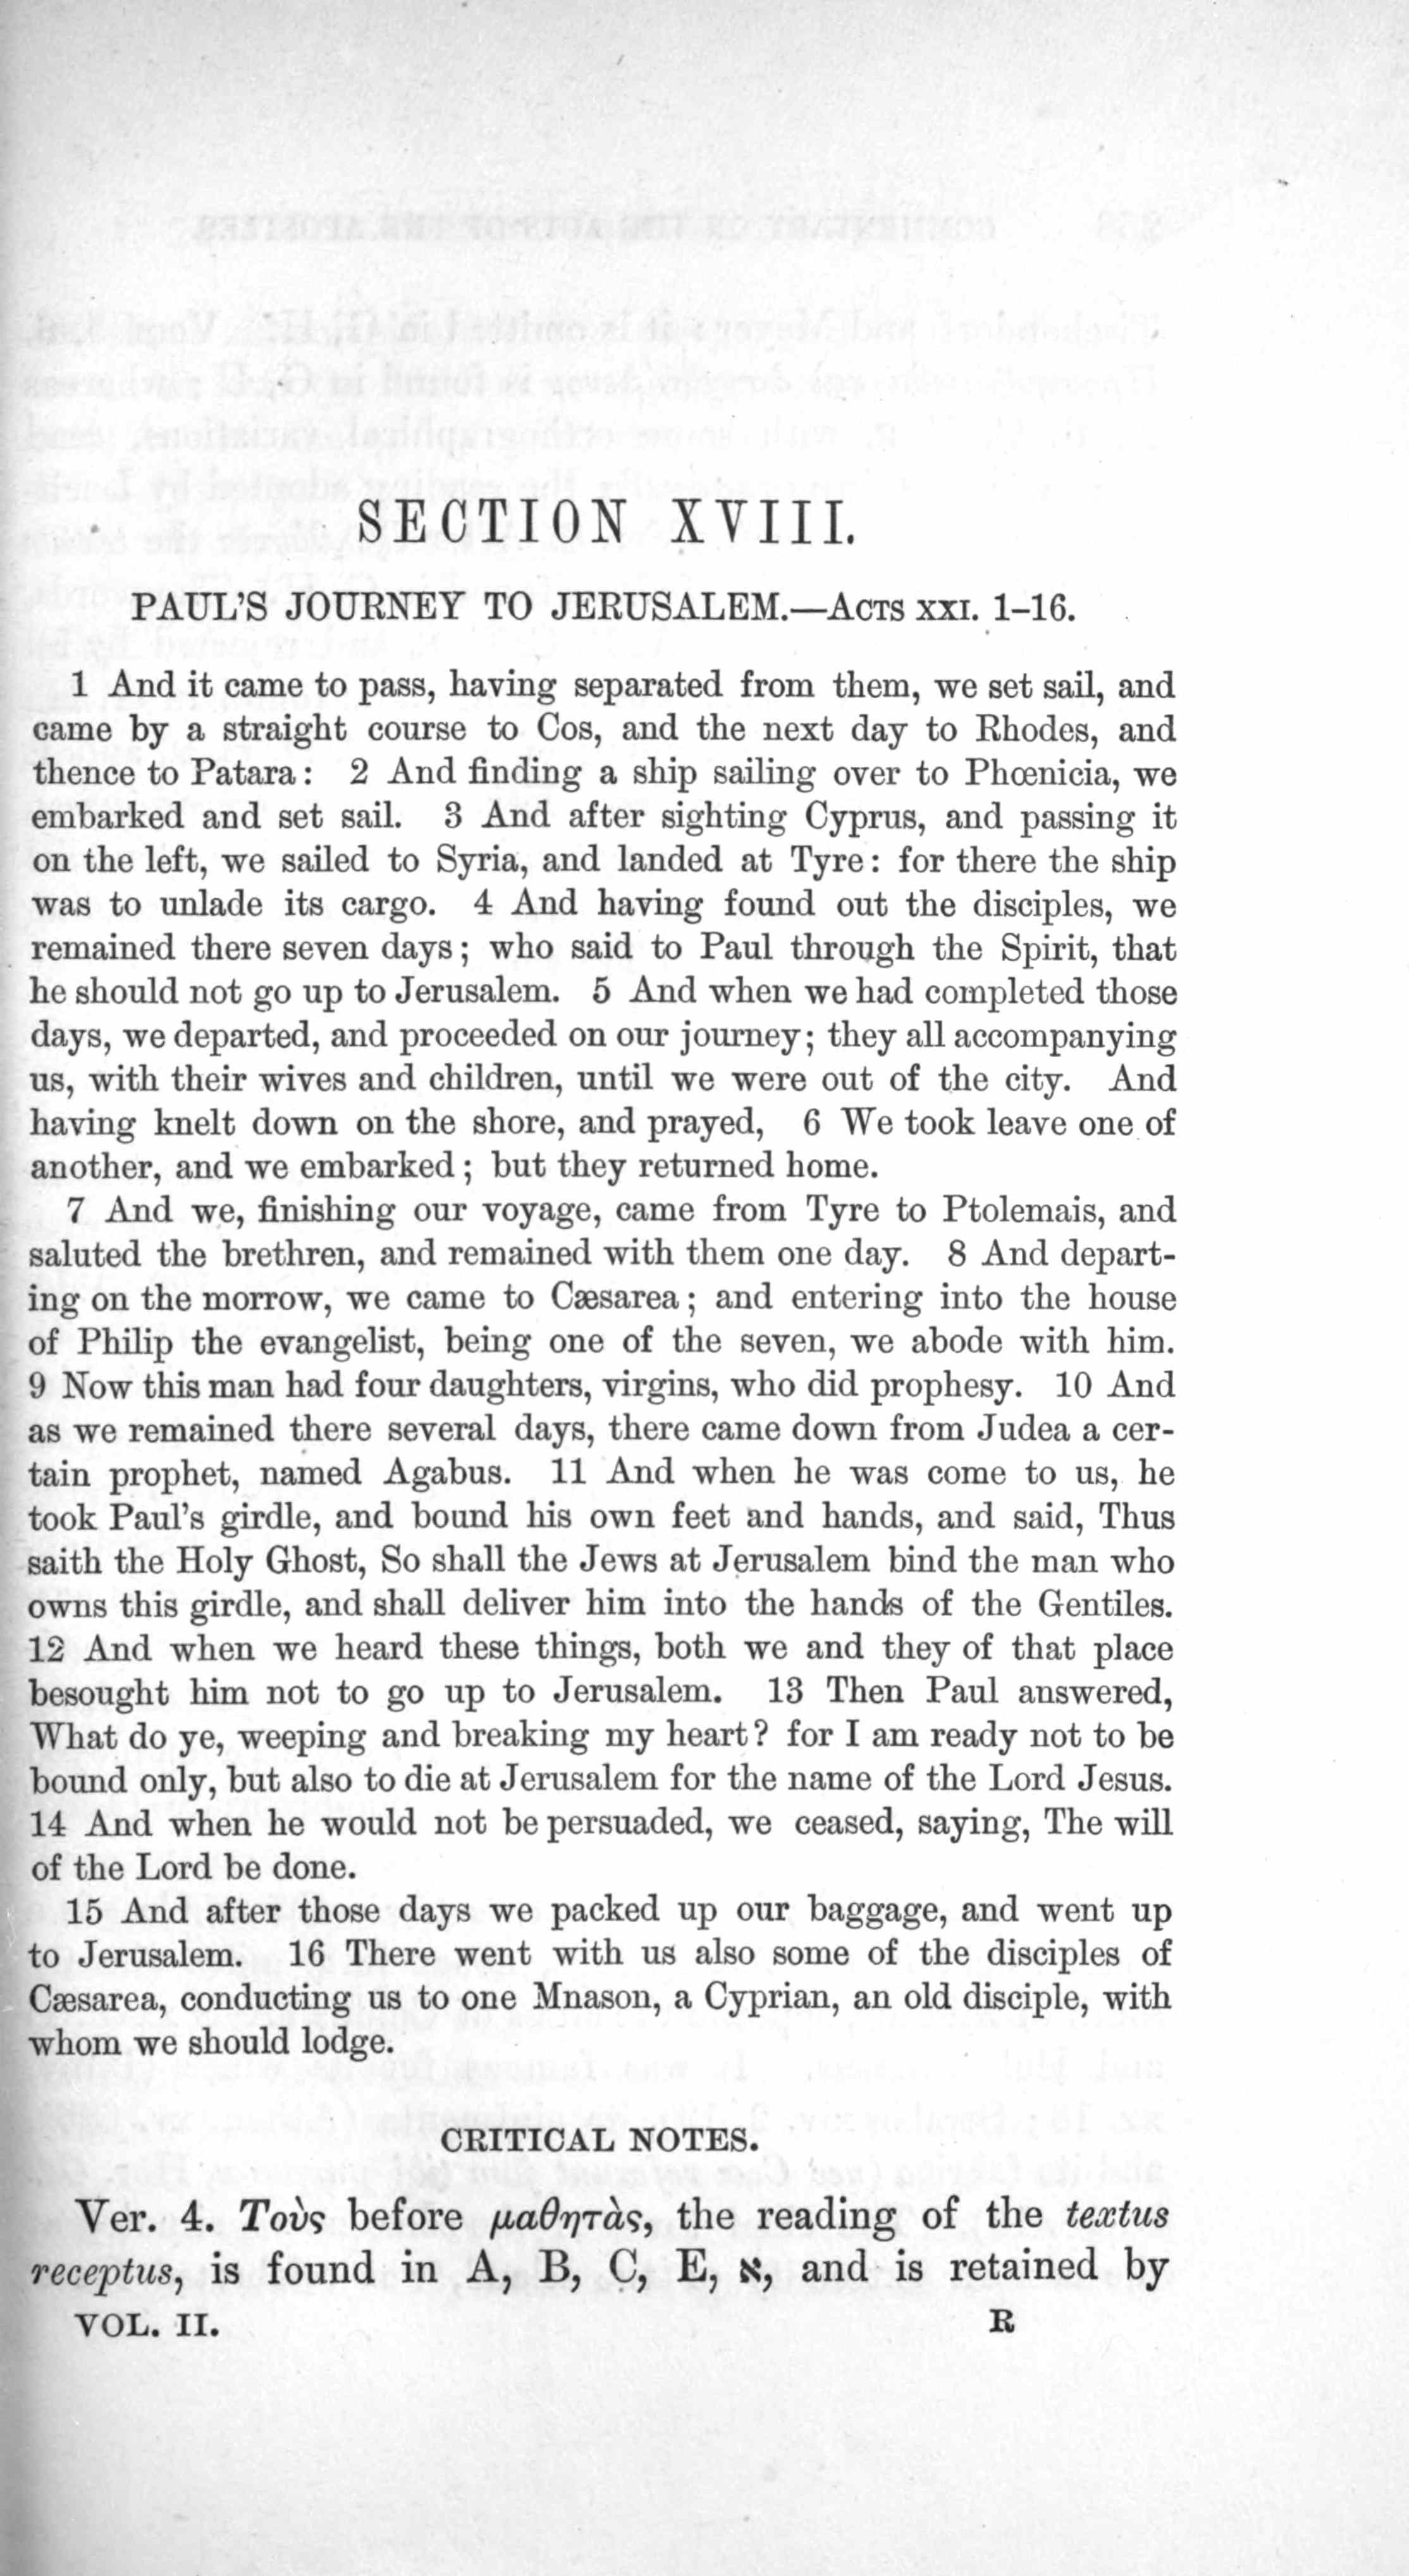 SECTION XVIII.
PAUL'S JOURNEY TO JERUSALEM.—ACTS XXI. 1–16.
1 And it came to pass, having separated from them, we set sail, and
came by a straight course to Cos, and the next day to Rhodes, and
thence to Patara: 2 And finding a ship sailing over to Phœnicia, we
embarked and set sail. 3 And after sighting Cyprus, and passing it
on the left, we sailed to Syria, and landed at Tyre: for there the ship
was to unlade its cargo. 4 And having found out the disciples, we
remained there seven days; who said to Paul through the Spirit, that
he should not go up to Jerusalem. 5 And when we had completed those
days, we departed, and proceeded on our journey; they all accompanying
us, with their wives and children, until we were out of the city. And
having knelt down on the shore, and prayed, 6 We took leave one of
another, and we embarked; but they returned home.
7 And we, finishing our voyage, came from Tyre to Ptolemais, and
saluted the brethren, and remained with them one day. 8 And depart-
ing on the morrow, we came to Cæsarea; and entering into the house
of Philip the evangelist, being one of the seven, we abode with him.
9 Now this man had four daughters, virgins, who did prophesy. 10 And
as we remained there several days, there came down from Judea a cer-
tain prophet, named Agabus. 11 And when he was come to us, he
took Paul's girdle, and bound his own feet and hands, and said, Thus
saith the Holy Ghost, So shall the Jews at Jerusalem bind the man who
owns this girdle, and shall deliver him into the hands of the Gentiles.
12 And when we heard these things, both we and they of that place
besought him not to go up to Jerusalem. 13 Then Paul answered,
What do ye, weeping and breaking my heart? for I am ready not to be
bound only, but also to die at Jerusalem for the name of the Lord Jesus.
14 And when he would not be persuaded, we ceased, saying, The will
of the Lord be done.
15 And after those days we packed up our baggage, and went up
to Jerusalem. 16 There went with us also some of the disciples of
Cæsarea, conducting us to one Mnason, a Cyprian, an old disciple, with
whom we should lodge.
CRITICAL NOTES.
Ver. 4. Τοὺς before μαθητὰς, the reading of the textus
receptus, is found in A, B, C, E, א, and is retained by
VOL. II. R